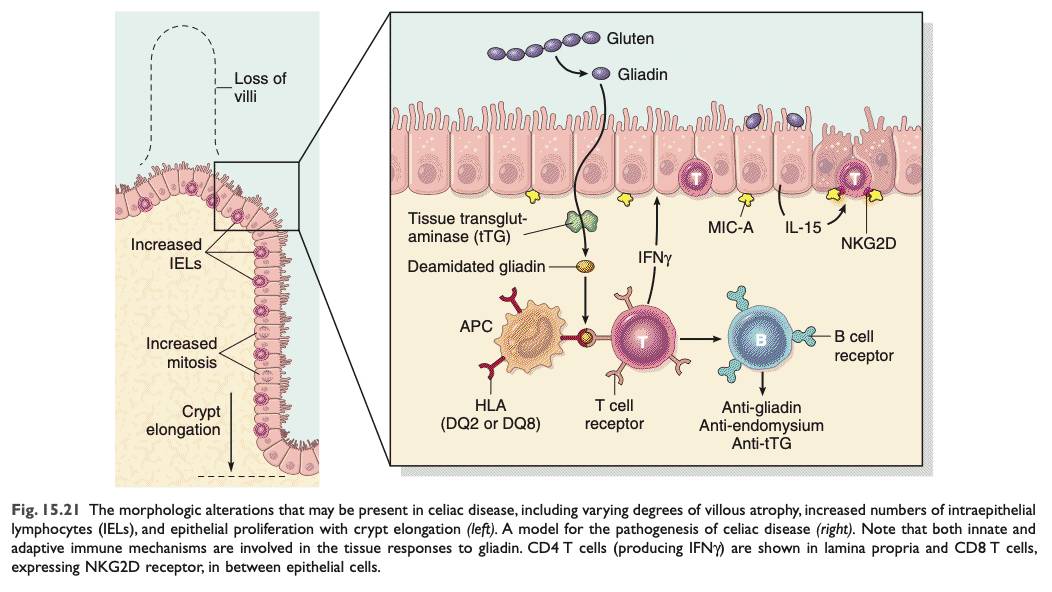 Loss of
villi
Increased
IELs
Increased
mitosis
Crypt
elongation
Gluten
Gliadin
Tissue transglut-
aminase (tTG)
Deamidated gliadin
IFNγ
T
MIC-A
IL-15
T
NKG2D
APC
HLA
(DQ2 or DQ8)
T
T cell
receptor
B
B cell
receptor
Anti-gliadin
Anti-endomysium
Anti-tTG
Fig. 15.21 The morphologic alterations that may be present in celiac disease, including varying degrees of villous atrophy, increased numbers of intraepithelial
lymphocytes (IELs), and epithelial proliferation with crypt elongation (left). A model for the pathogenesis of celiac disease (right). Note that both innate and
adaptive immune mechanisms are involved in the tissue responses to gliadin. CD4 T cells (producing IFNγ) are shown in lamina propria and CD8 T cells,
expressing NKG2D receptor, in between epithelial cells.